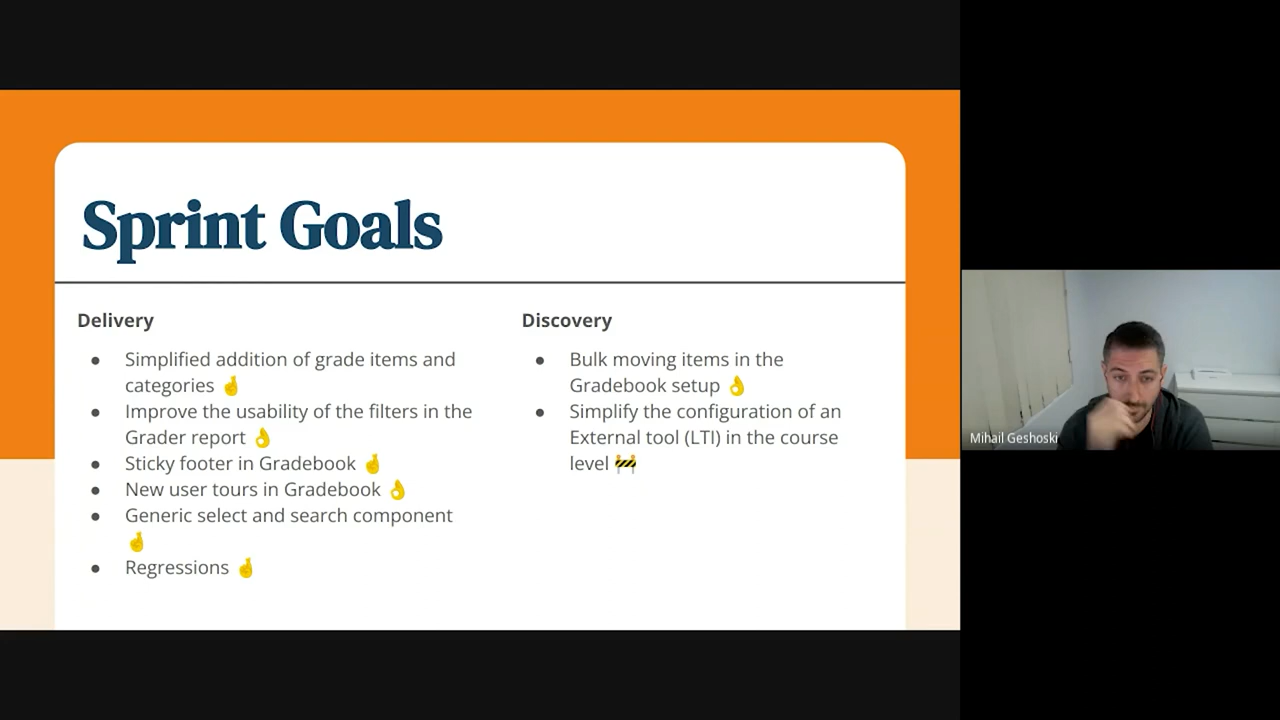 Sprint Goals
Delivery
● Simplified addition of grade items and
categories 🤞
● Improve the usability of the filters in the
Grader report 👌
● Sticky footer in Gradebook 🤞
● New user tours in Gradebook 👌
● Generic select and search component
🤞
● Regressions 🤞
Discovery
● Bulk moving items in the
Gradebook setup 👌
● Simplify the configuration of an
External tool (LTI) in the course
level 🚧
Mihail Geshoski